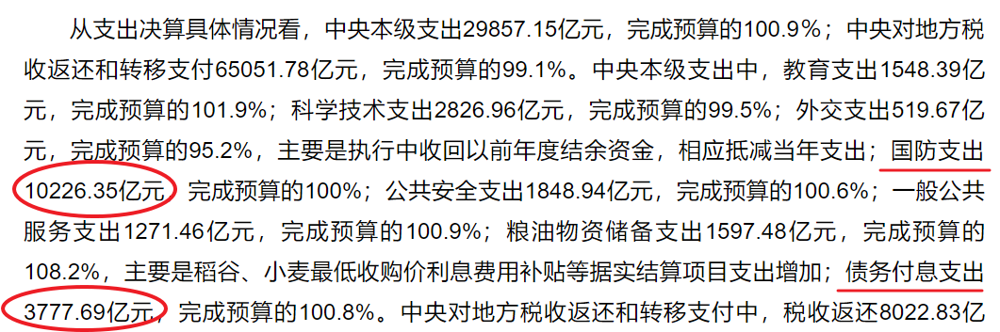 从支出决算具体情况看，中央本级支出29857.15亿元，完成预算的100.9%；中央对地方税
收返还和转移支付65051.78亿元，完成预算的99.1%。中央本级支出中，教育支出1548.39亿
元，完成预算的101.9%；科学技术支出2826.96亿元，完成预算的99.5%；外交支出519.67亿
元，完成预算的95.2%，主要是执行中收回以前年度结余资金，相应抵减当年支出；国防支出
10226.35亿元，完成预算的100%；公共安全支出1848.94亿元，完成预算的100.6%；一般公共
服务支出1271.46亿元，完成预算的100.9%；粮油物资储备支出1597.48亿元，完成预算的
108.2%，主要是稻谷、小麦最低收购价利息费用补贴等据实结算项目支出增加；债务付息支出
3777.69亿元，完成预算的100.8%。中央对地方税收返还和转移支付中，税收返还8022.83亿